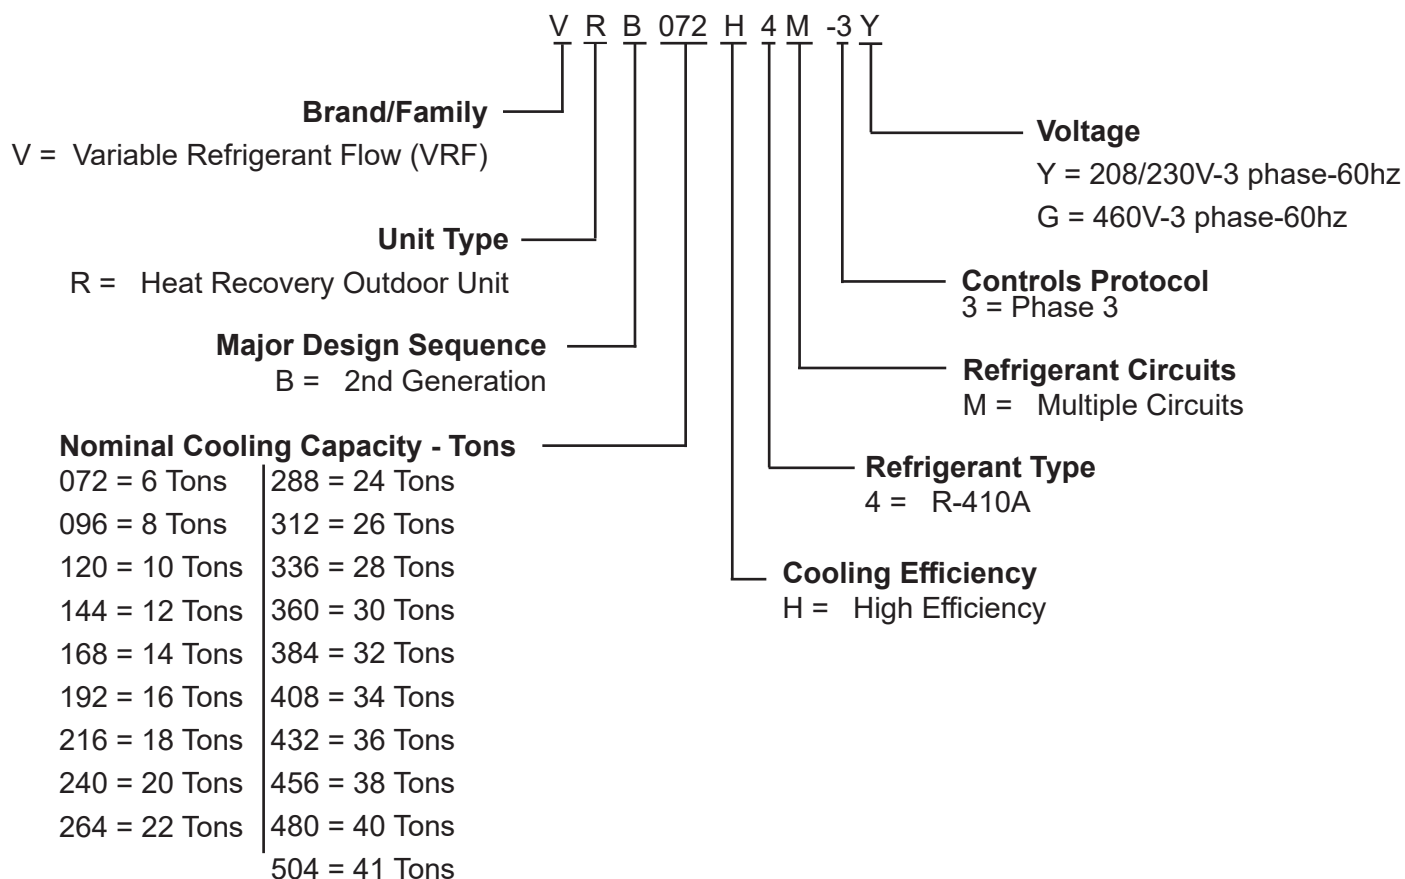 V R B 072 H 4 M -3 Y
Brand/Family
V = Variable Refrigerant Flow (VRF)
Unit Type
R = Heat Recovery Outdoor Unit
Major Design Sequence
B = 2nd Generation
Nominal Cooling Capacity - Tons
072 = 6 Tons
096 = 8 Tons
120 = 10 Tons
144 = 12 Tons
168 = 14 Tons
192 = 16 Tons
216 = 18 Tons
240 = 20 Tons
264 = 22 Tons
288 = 24 Tons
312 = 26 Tons
336 = 28 Tons
360 = 30 Tons
384 = 32 Tons
408 = 34 Tons
432 = 36 Tons
456 = 38 Tons
480 = 40 Tons
504 = 41 Tons
Voltage
Y = 208/230V-3 phase-60hz
G = 460V-3 phase-60hz
Controls Protocol
3 = Phase 3
Refrigerant Circuits
M = Multiple Circuits
Refrigerant Type
4 = R-410A
Cooling Efficiency
H = High Efficiency